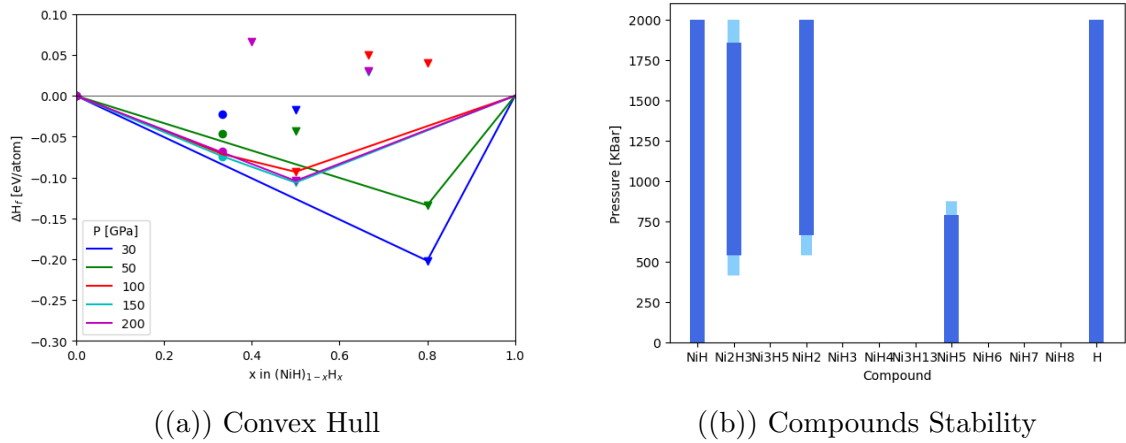 0.10
0.05
0.00
−0.05
−0.10
−0.15
−0.20
−0.25
−0.30
ΔHf [eV/atom]
P [GPa]
30
50
100
150
200
0.0 0.2 0.4 0.6 0.8 1.0
x in (NiH)1−xHx
((a)) Convex Hull
2000
1750
1500
1250
1000
750
500
250
0
Pressure [KBar]
NiH Ni2H3 Ni3H5 NiH2 NiH3 NiH4 Ni3H13 NiH5 NiH6 NiH7 NiH8 H
Compound
((b)) Compounds Stability